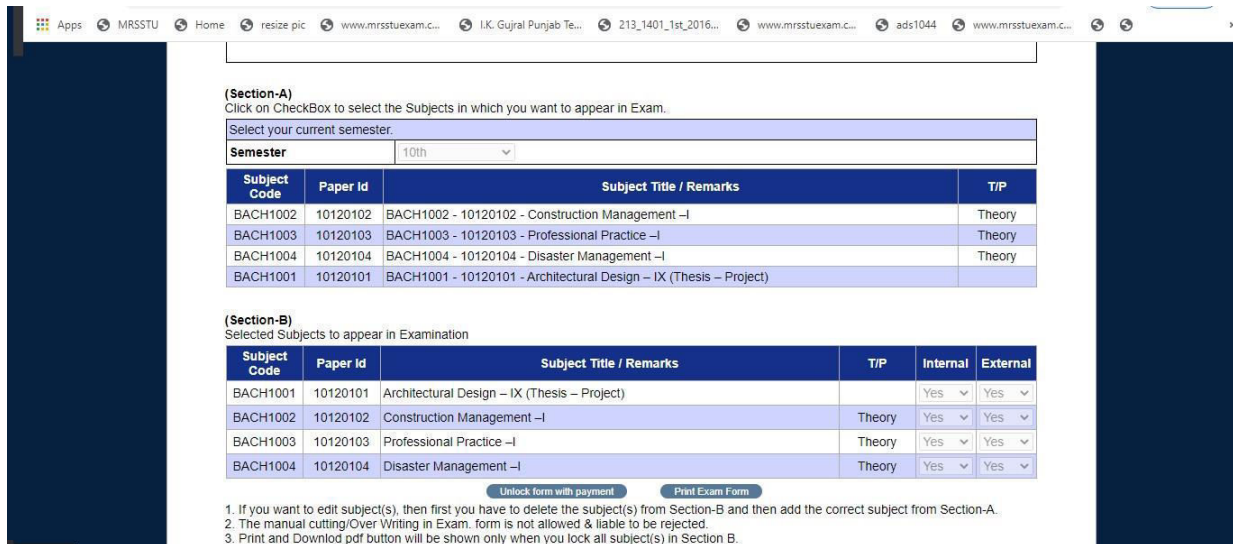 Apps MRSSTU Home resize pic www.mrsstuexam.c... I.K. Gujral Punjab Te... 213_1401_1st_2016... www.mrsstuexam.c... ads1044 www.mrsstuexam.c...
(Section-A)
Click on CheckBox to select the Subjects in which you want to appear in Exam.
Select your current semester.
Semester 10th
Subject Code Paper Id Subject Title / Remarks T/P
BACH1002 10120102 BACH1002 - 10120102 - Construction Management –I Theory
BACH1003 10120103 BACH1003 - 10120103 - Professional Practice –I Theory
BACH1004 10120104 BACH1004 - 10120104 - Disaster Management –I Theory
BACH1001 10120101 BACH1001 - 10120101 - Architectural Design – IX (Thesis – Project)
(Section-B)
Selected Subjects to appear in Examination
Subject Code Paper Id Subject Title / Remarks T/P Internal External
BACH1001 10120101 Architectural Design – IX (Thesis – Project) Yes Yes
BACH1002 10120102 Construction Management –I Theory Yes Yes
BACH1003 10120103 Professional Practice –I Theory Yes Yes
BACH1004 10120104 Disaster Management –I Theory Yes Yes
Unlock form with payment Print Exam Form
1. If you want to edit subject(s), then first you have to delete the subject(s) from Section-B and then add the correct subject from Section-A.
2. The manual cutting/Over Writing in Exam. form is not allowed & liable to be rejected.
3. Print and Downlod pdf button will be shown only when you lock all subject(s) in Section B.